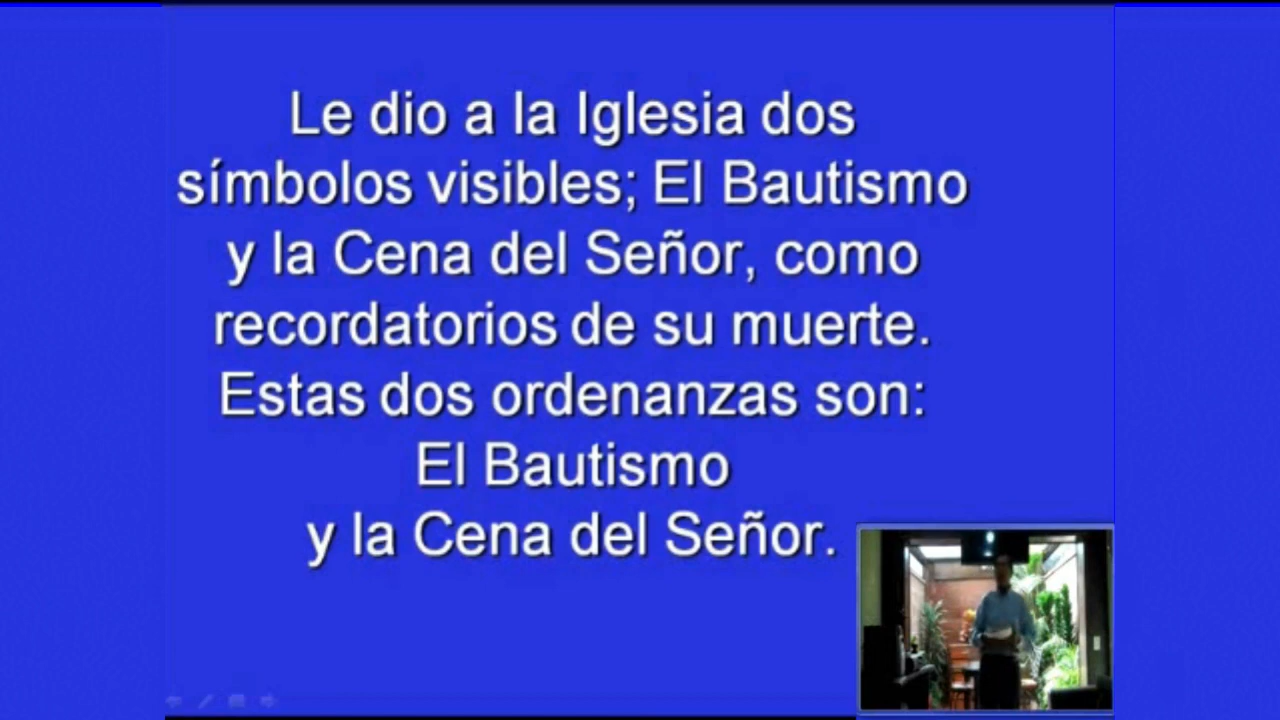 Le dio a la Iglesia dos
símbolos visibles; El Bautismo
y la Cena del Señor, como
recordatorios de su muerte.
Estas dos ordenanzas son:
El Bautismo
y la Cena del Señor.